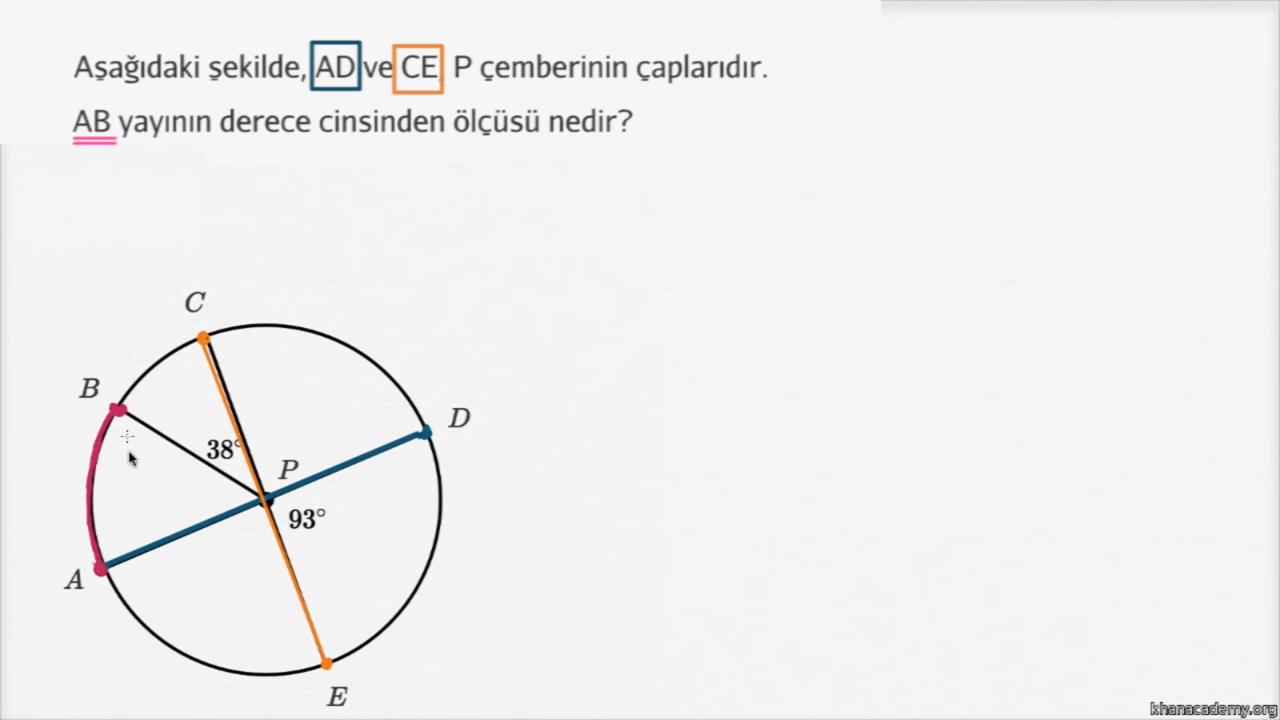 Aşağıdaki şekilde, AD ve CE, P çemberinin çaplarıdır.
AB yayının derece cinsinden ölçüsü nedir?
C
B
D
38°
P
93°
A
E
khanacademy.org